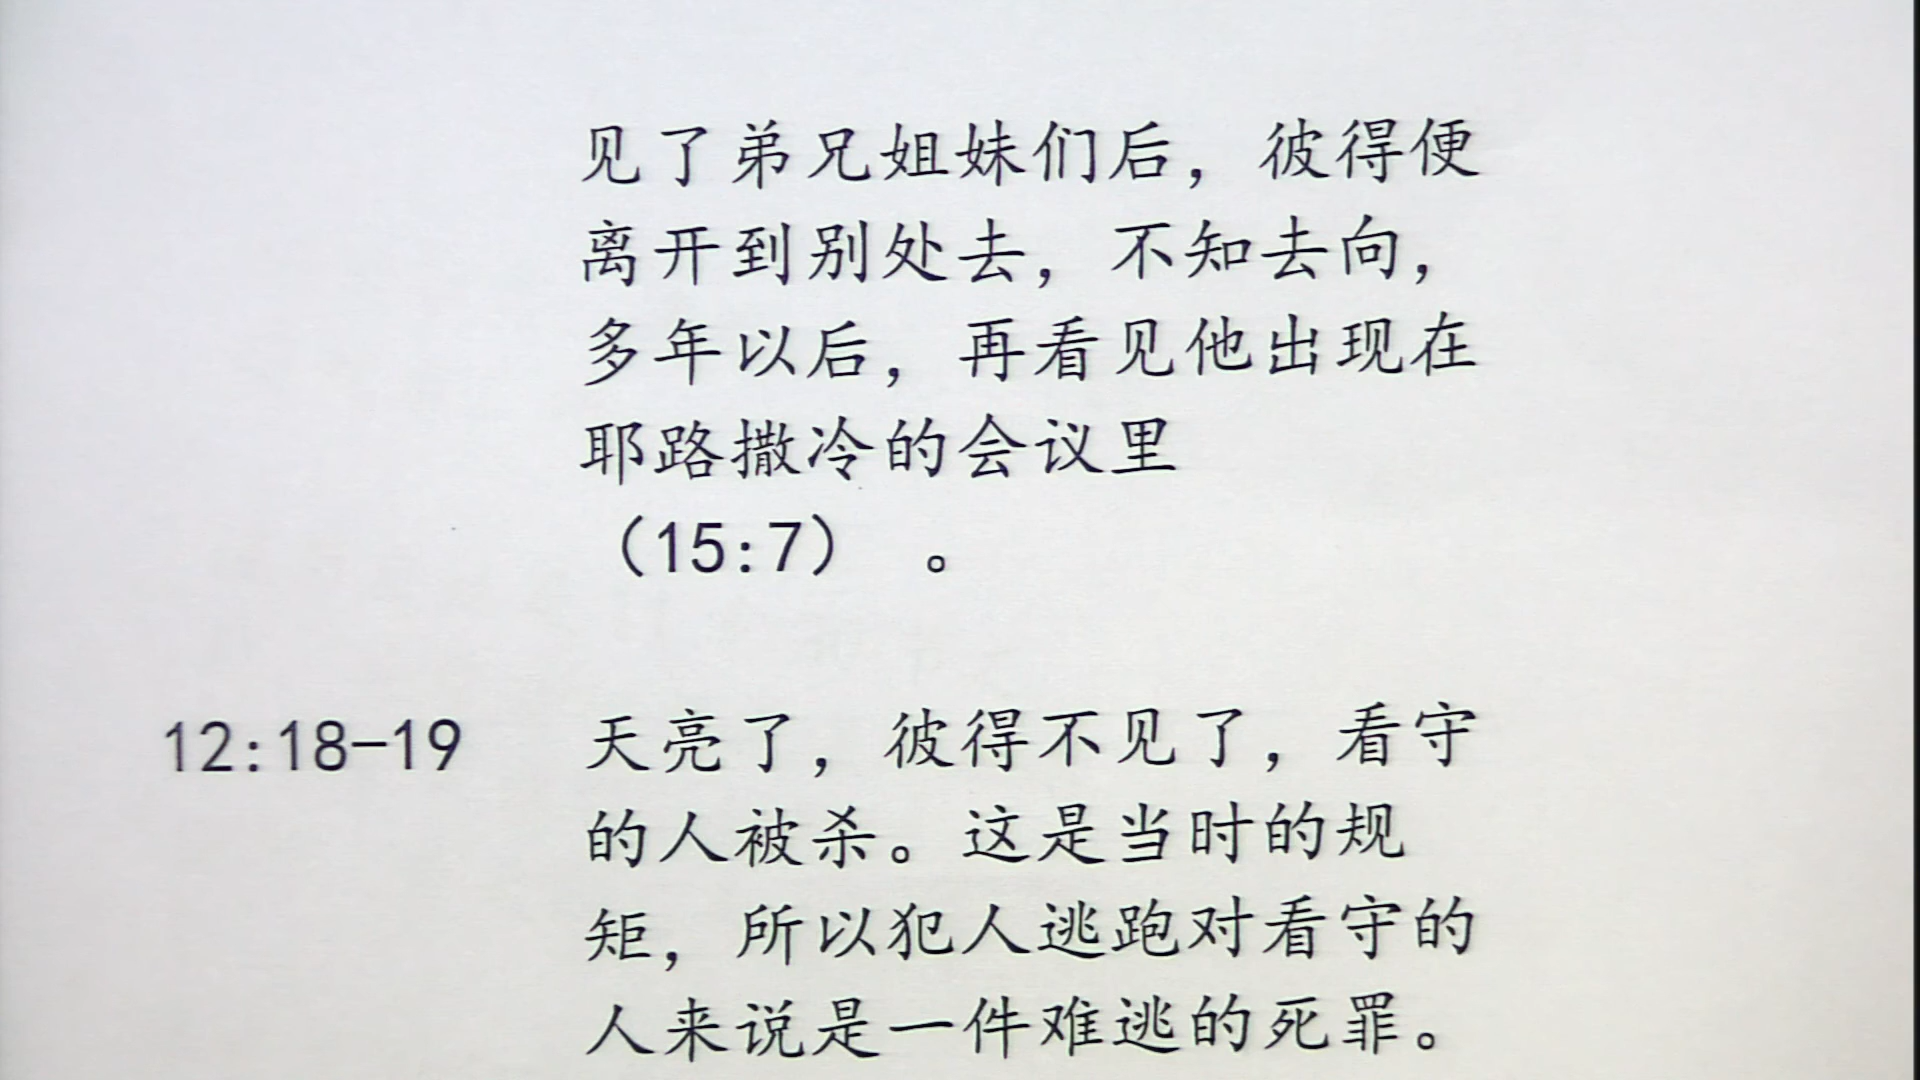 见了弟兄姐妹们后，彼得便
离开到别处去，不知去向，
多年以后，再看见他出现在
耶路撒冷的会议里
（15:7） 。
12:18-19 天亮了，彼得不见了，看守
的人被杀。这是当时的规
矩，所以犯人逃跑对看守的
人来说是一件难逃的死罪。